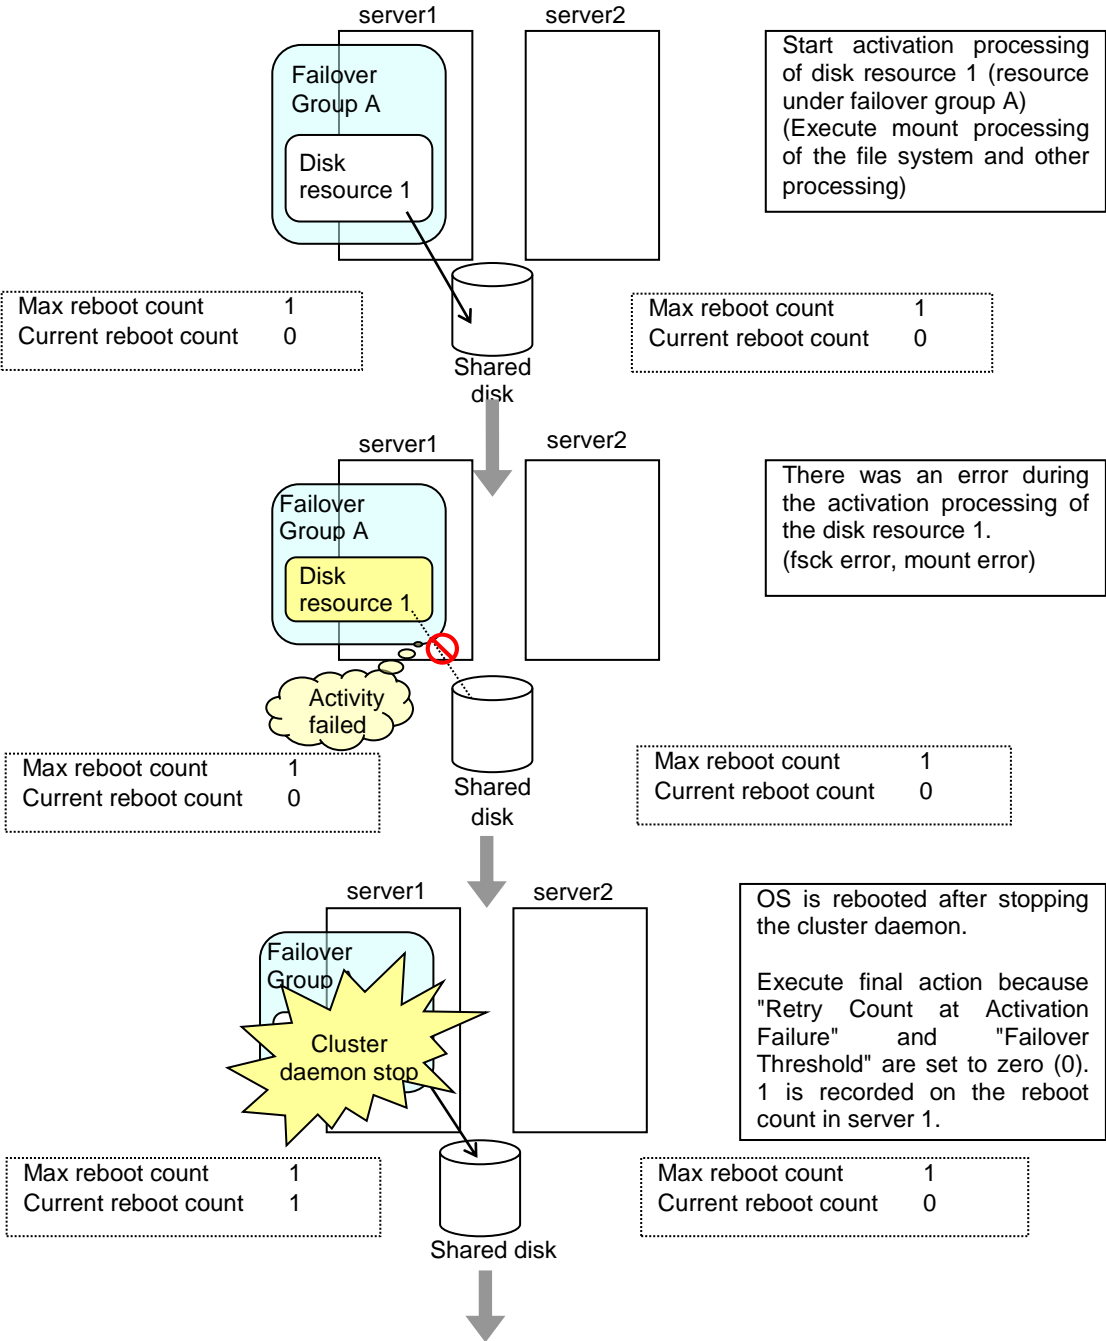 server1
server2
Failover
Group A
Disk
resource 1
Start activation processing
of disk resource 1 (resource
under failover group A)
(Execute mount processing
of the file system and other
processing)
Max reboot count 1
Current reboot count 0
Max reboot count 1
Current reboot count 0
Shared
disk
server1
server2
Failover
Group A
Disk
resource 1
There was an error during
the activation processing of
the disk resource 1.
(fsck error, mount error)
Activity
failed
Max reboot count 1
Current reboot count 0
Max reboot count 1
Current reboot count 0
Shared
disk
server1
server2
Failover
Group
Cluster
daemon stop
OS is rebooted after stopping
the cluster daemon.
Execute final action because
"Retry Count at Activation
Failure" and "Failover
Threshold" are set to zero (0).
1 is recorded on the reboot
count in server 1.
Max reboot count 1
Current reboot count 1
Max reboot count 1
Current reboot count 0
Shared disk